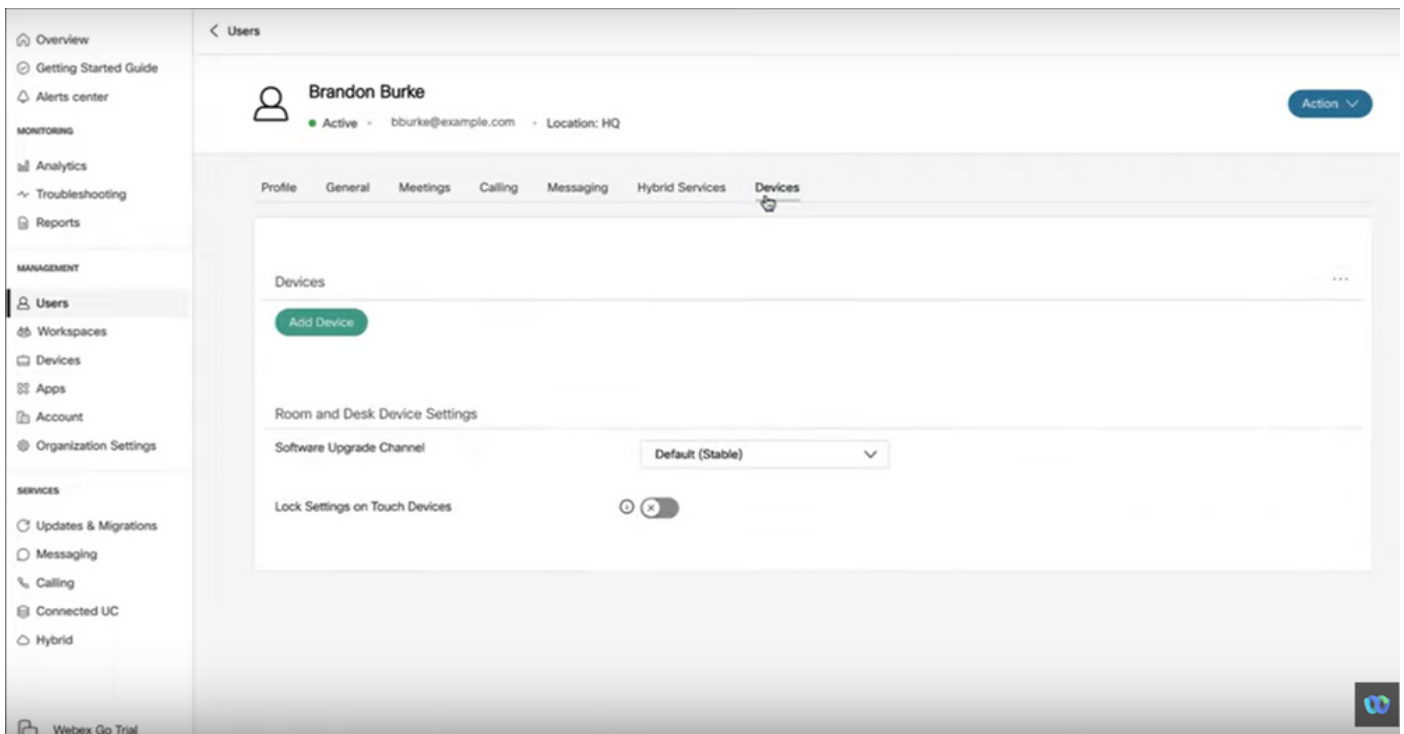 Overview
Getting Started Guide
Alerts center
MONITORING
Analytics
Troubleshooting
Reports
MANAGEMENT
Users
Workspaces
Devices
Apps
Account
Organization Settings
SERVICES
Updates & Migrations
Messaging
Calling
Connected UC
Hybrid
Webex Go Trial
Users
Brandon Burke
Active bburke@example.com Location: HQ
Action
Profile General Meetings Calling Messaging Hybrid Services Devices
Devices
Add Device
Room and Desk Device Settings
Software Upgrade Channel Default (Stable)
Lock Settings on Touch Devices